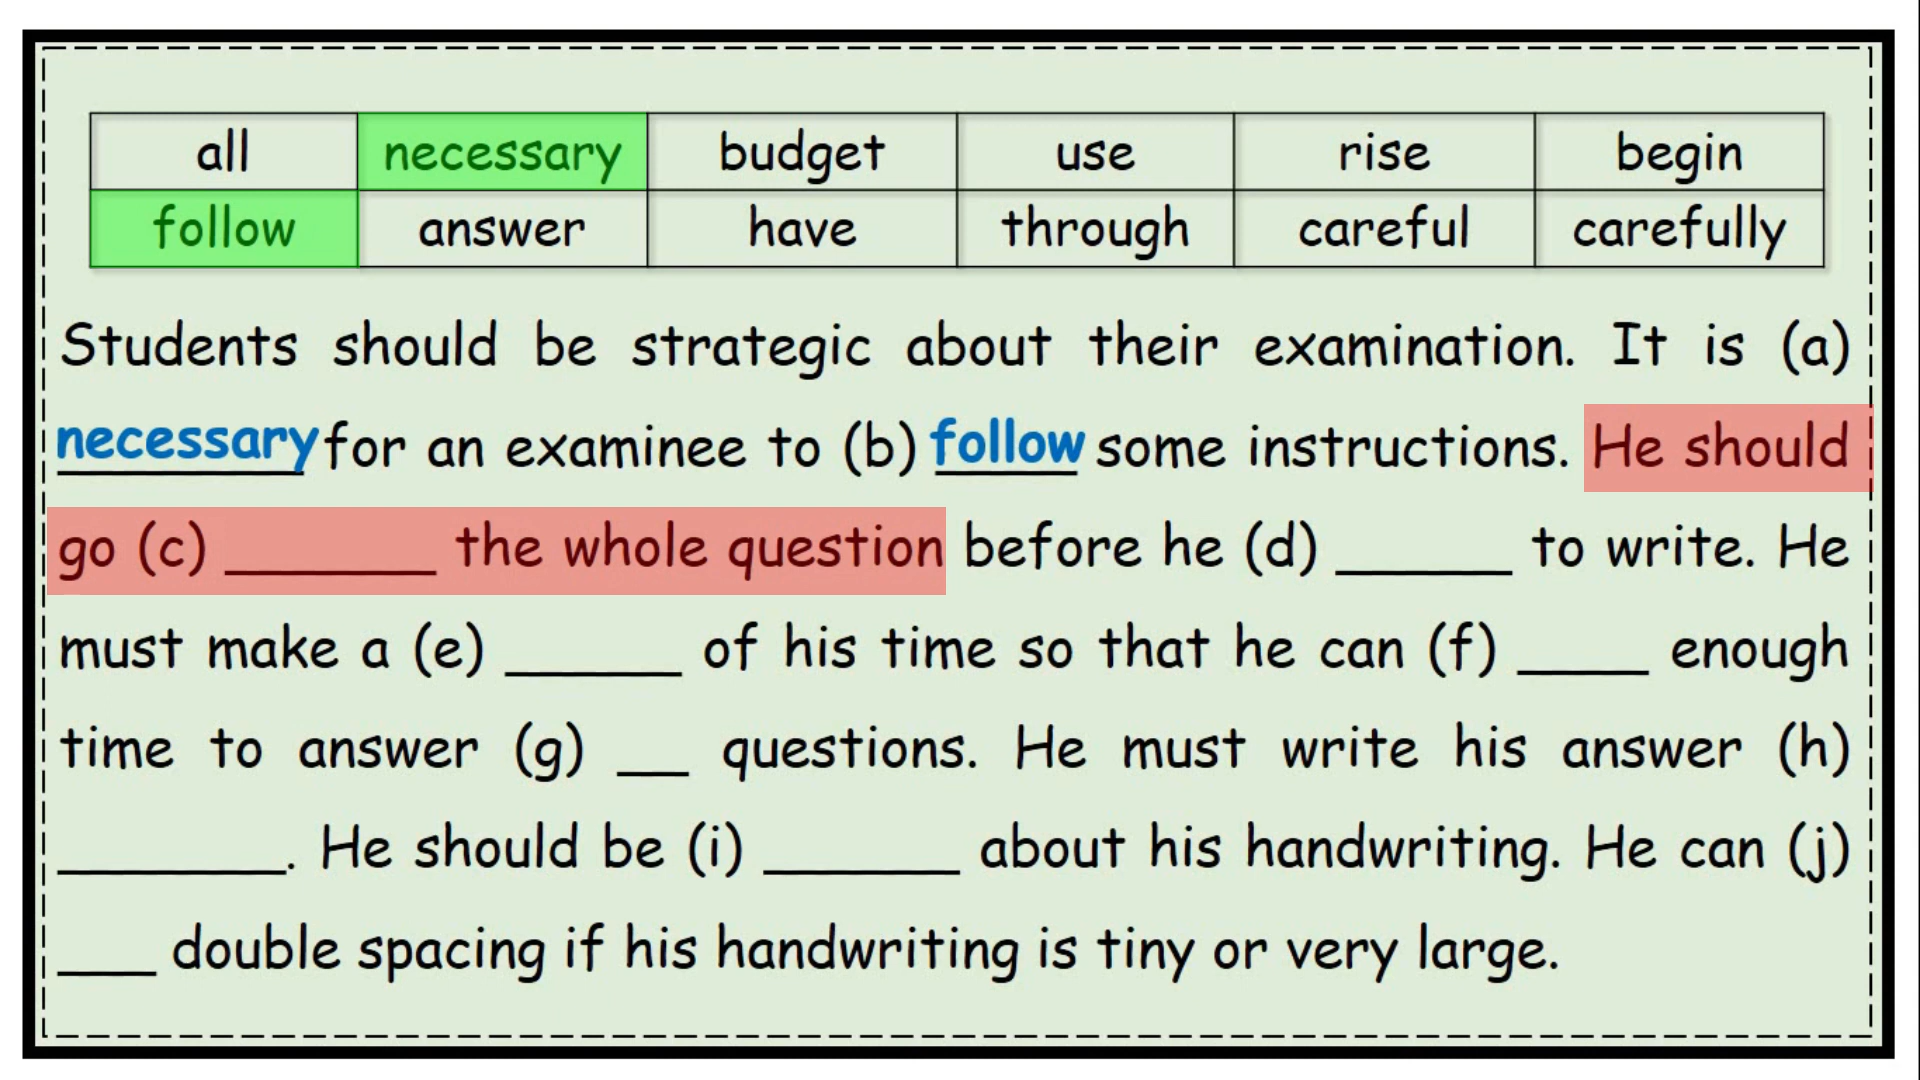 all necessary budget use rise begin
follow answer have through careful carefully
Students should be strategic about their examination. It is (a)
necessary for an examinee to (b) follow some instructions. He should
go (c) ______ the whole question before he (d) _____ to write. He
must make a (e) _____ of his time so that he can (f) ____ enough
time to answer (g) __ questions. He must write his answer (h)
_______. He should be (i) ______ about his handwriting. He can (j)
___ double spacing if his handwriting is tiny or very large.